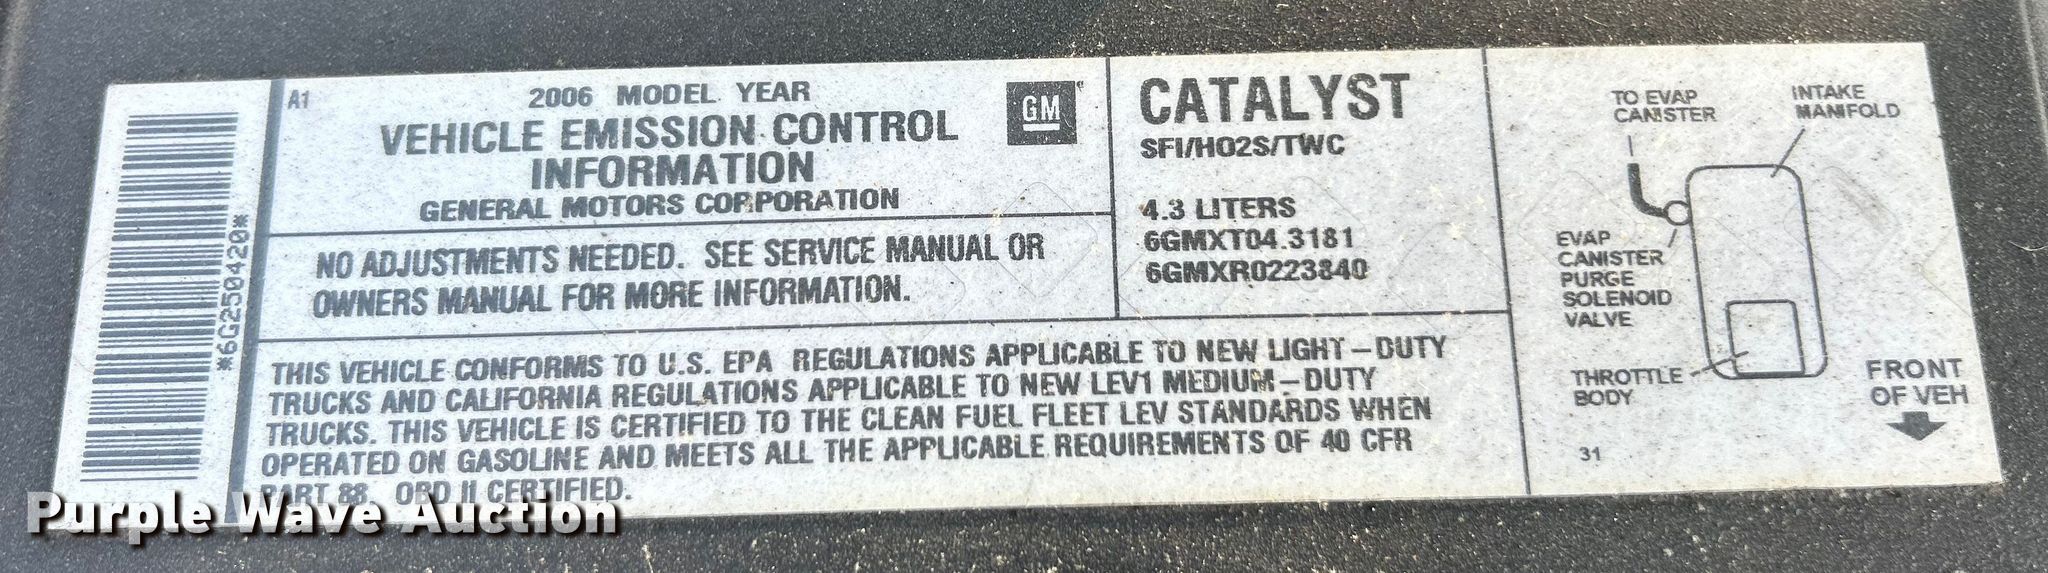 *6G250420*
A1
2006 MODEL YEAR
VEHICLE EMISSION CONTROL
INFORMATION
GENERAL MOTORS CORPORATION
GM
NO ADJUSTMENTS NEEDED. SEE SERVICE MANUAL OR
OWNERS MANUAL FOR MORE INFORMATION.
CATALYST
SFI/HO2S/TWC
4.3 LITERS
6GMXT04.3181
6GMXR0223840
THIS VEHICLE CONFORMS TO U.S. EPA REGULATIONS APPLICABLE TO NEW LIGHT-DUTY
TRUCKS AND CALIFORNIA REGULATIONS APPLICABLE TO NEW LEV1 MEDIUM-DUTY
TRUCKS. THIS VEHICLE IS CERTIFIED TO THE CLEAN FUEL FLEET LEV STANDARDS WHEN
OPERATED ON GASOLINE AND MEETS ALL THE APPLICABLE REQUIREMENTS OF 40 CFR
PART 88. OBD II CERTIFIED.
TO EVAP
CANISTER
INTAKE
MANIFOLD
EVAP
CANISTER
PURGE
SOLENOID
VALVE
THROTTLE
BODY
FRONT
OF VEH
31
Purple Wave Auction